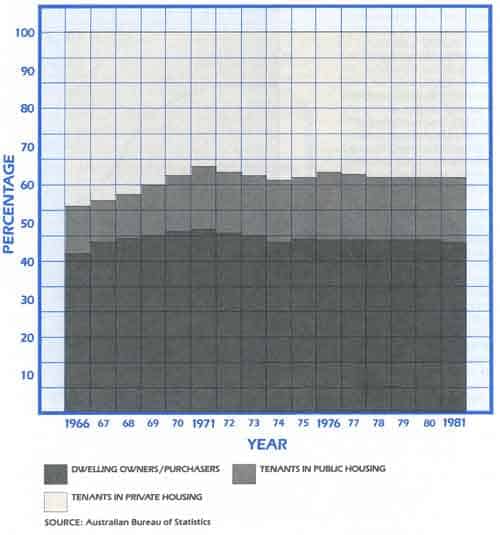 100
90
80
70
60
50
40
30
20
10
PERCENTAGE
1966 67 68 69 70 1971 72 73 74 75 1976 77 78 79 80 1981
YEAR
DWELLING OWNERS/PURCHASERS TENANTS IN PUBLIC HOUSING
TENANTS IN PRIVATE HOUSING
SOURCE: Australian Bureau of Statistics